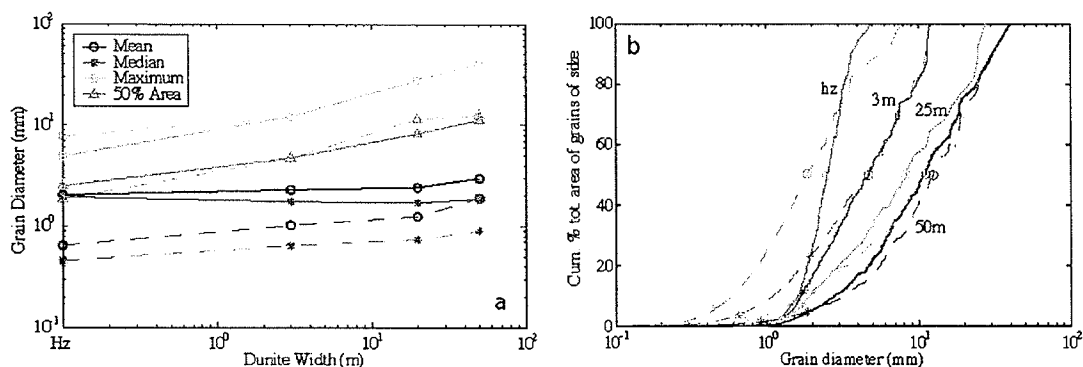 Grain Diameter (mm)
10²
10¹
10⁰
10⁻¹
Mean
Median
Maximum
50% Area
a
Hz
10⁰
10¹
10²
Dunite Width (m)
b
Cum. % tot. area of grains of size
100
80
60
40
20
0
hz
3m
25m
50m
10⁻¹
10⁰
10¹
10²
Grain diameter (mm)